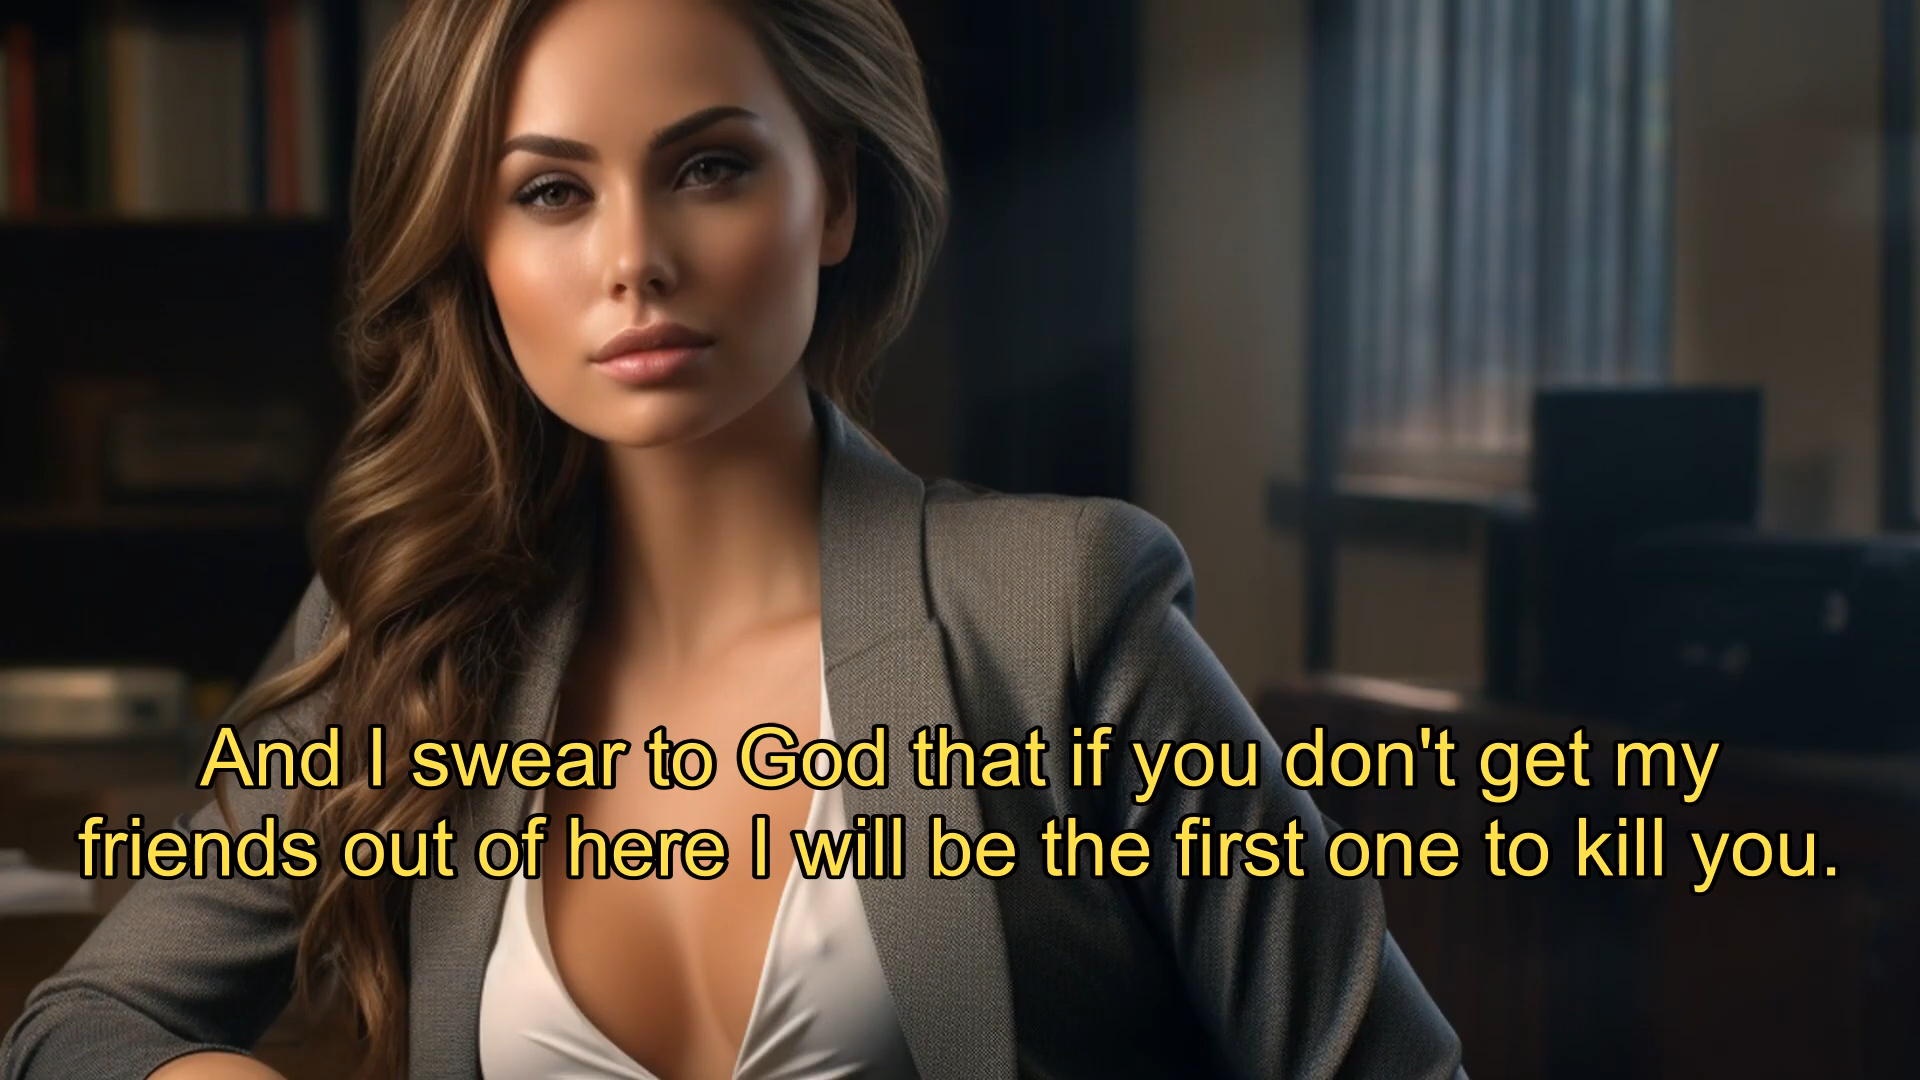 And I swear to God that if you don't get my
friends out of here I will be the first one to kill you.